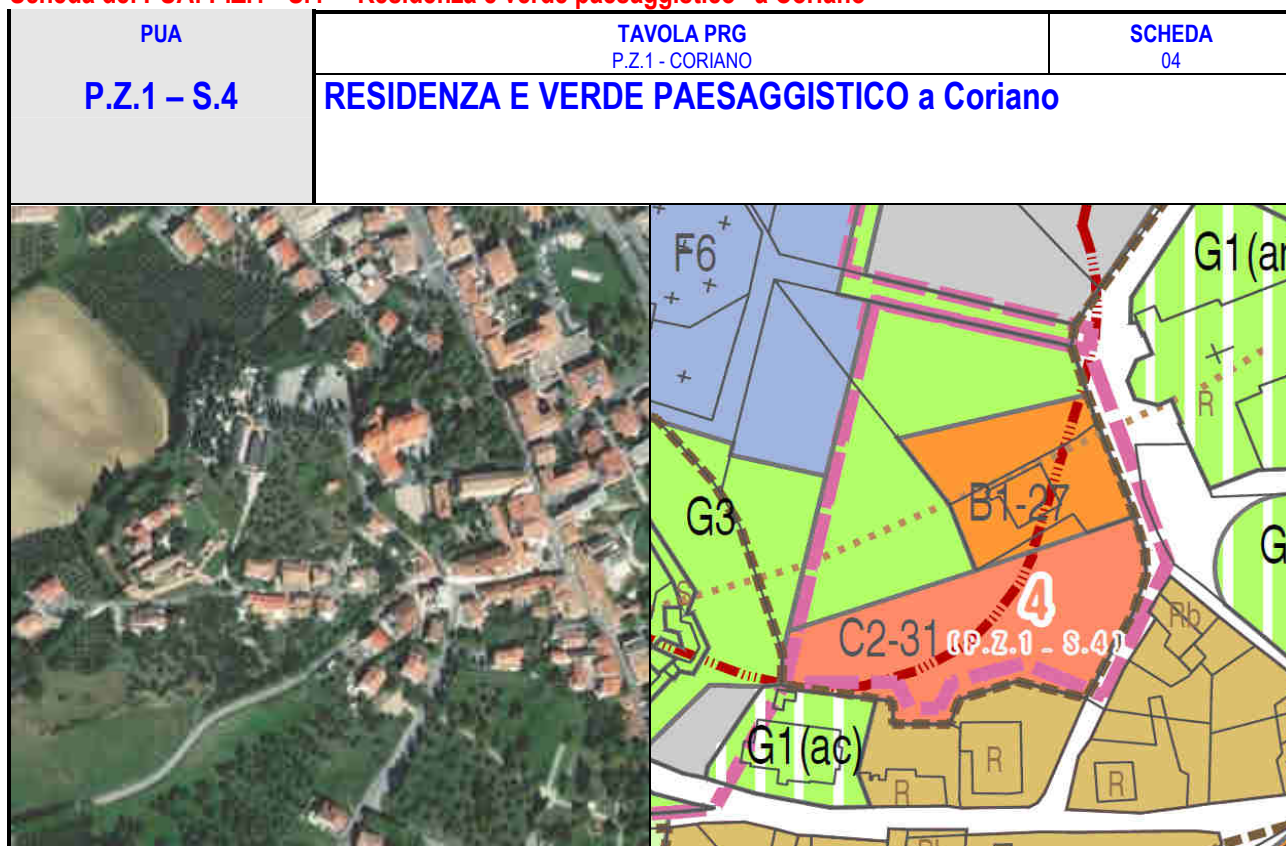 PUA
TAVOLA PRG
SCHEDA
P.Z.1 - CORIANO
04
P.Z.1 – S.4
RESIDENZA E VERDE PAESAGGISTICO a Coriano
F6
G1(a
R
B1-27
G3
G
S
4
C2-31
(P.Z.1 - S.4)
Rb
G1(ac)
R
R
R